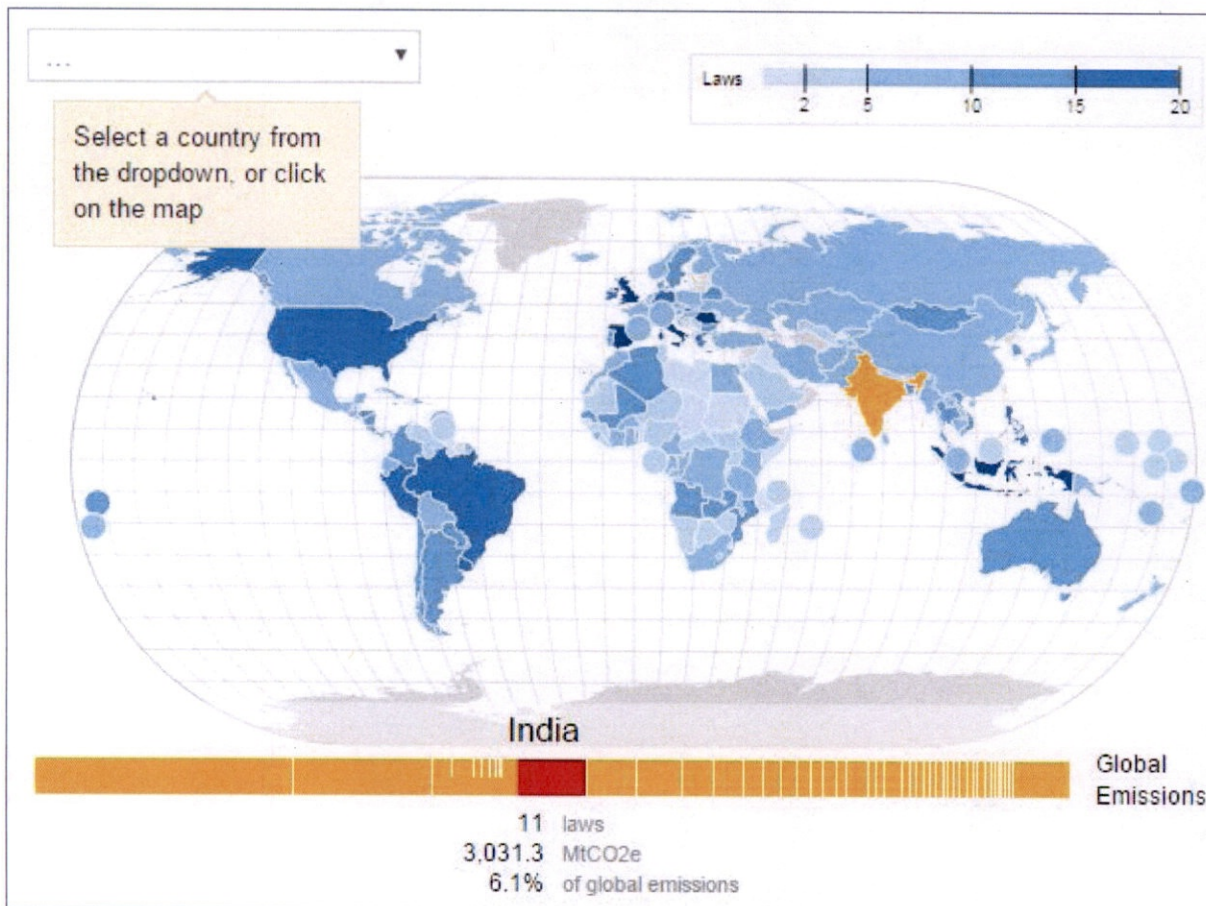 ...
Select a country from
the dropdown, or click
on the map
Laws
2 5 10 15 20
India
Global
Emissions
11 laws
3,031.3 MtCO2e
6.1% of global emissions